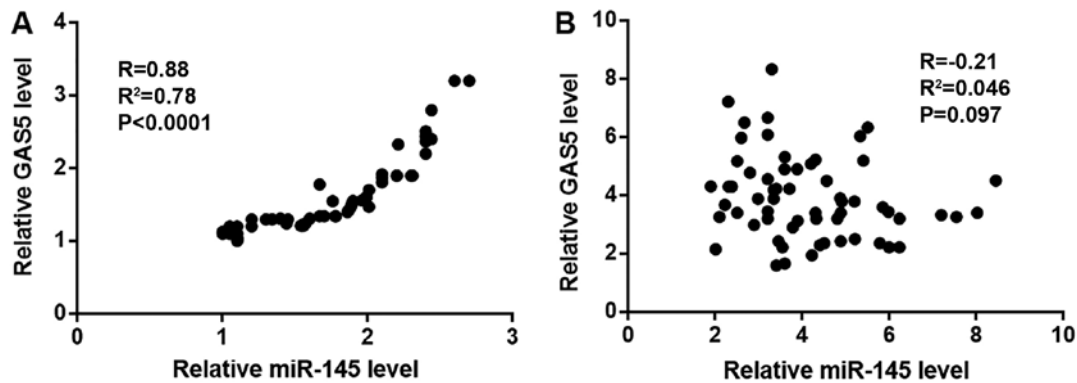 A
Relative GAS5 level
4
3
2
1
0
R=0.88
R²=0.78
P<0.0001
0
1
2
3
Relative miR-145 level
B
Relative GAS5 level
10
8
6
4
2
0
R=-0.21
R²=0.046
P=0.097
0
2
4
6
8
10
Relative miR-145 level